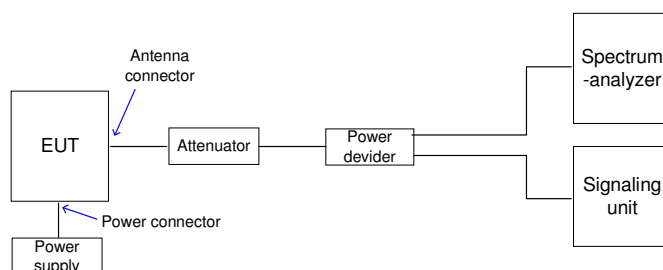 Antenna
connector
EUT
Attenuator
Power
devider
Spectrum
-analyzer
Signaling
unit
Power connector
Power
supply